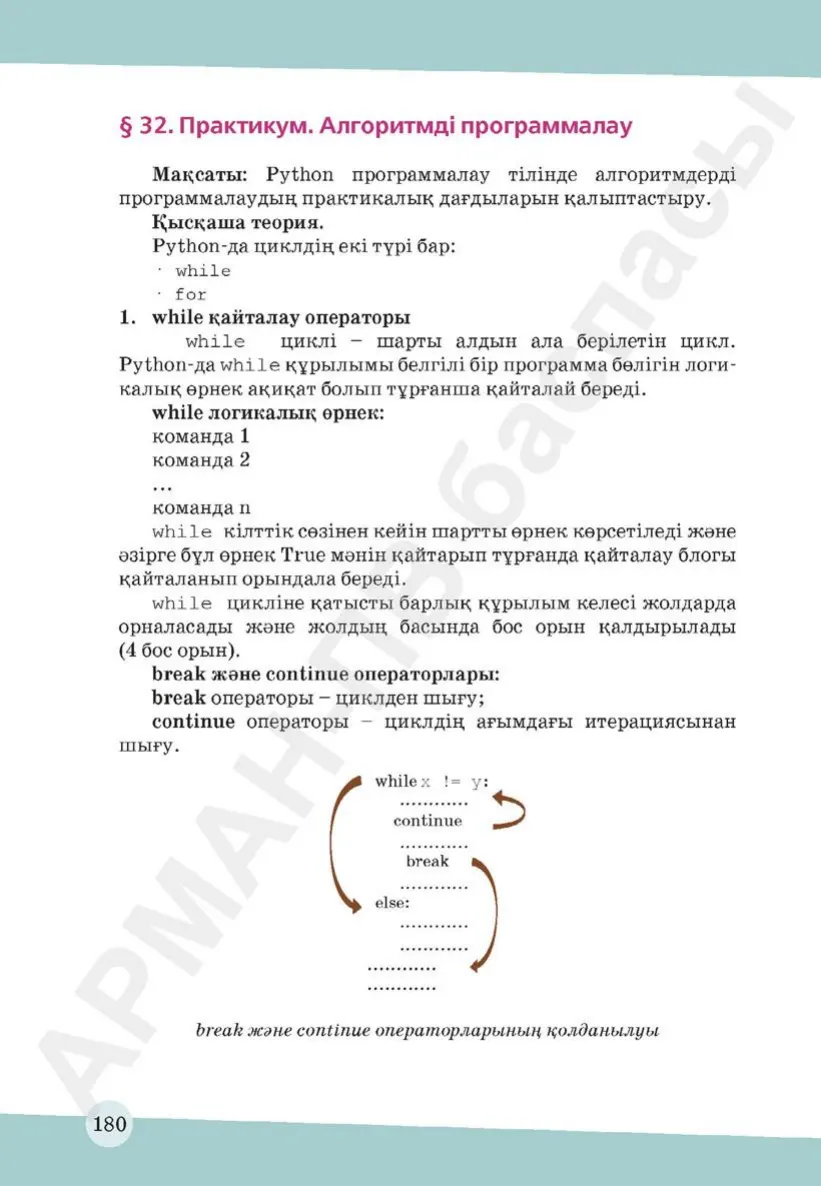 § 32. Практикум. Алгоритмді программалау
Мақсаты: Python программалау тілінде алгоритмдерді
программалаудың практикалық дағдыларын қалыптастыру.
Қысқаша теория.
Python-да циклдің екі түрі бар:
· while
· for
1. while қайталау операторы
while циклі – шарты алдын ала берілетін цикл.
Python-да while құрылымы белгілі бір программа бөлігін логи-
калық өрнек ақиқат болып тұрғанша қайталай береді.
while логикалық өрнек:
команда 1
команда 2
...
команда n
while кілттік сөзінен кейін шартты өрнек көрсетіледі және
әзірге бұл өрнек True мәнін қайтарып тұрғанда қайталау блогы
қайталанып орындала береді.
while цикліне қатысты барлық құрылым келесі жолдарда
орналасады және жолдың басында бос орын қалдырылады
(4 бос орын).
break және continue операторлары:
break операторы – циклден шығу;
continue операторы – циклдің ағымдағы итерациясынан
шығу.
while x != y:
............
continue
............
break
............
else:
............
............
............
............
break және continue операторларының қолданылуы
180
АРМАН-ПВ баспасы